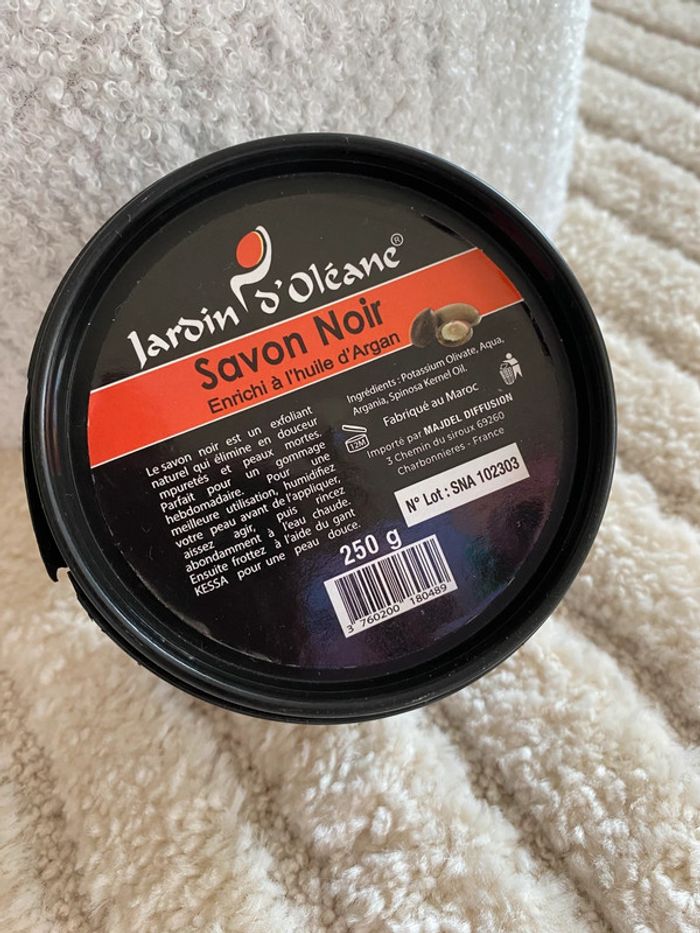 Jardin d'Oléane®
Savon Noir
Enrichi à l'huile d'Argan
Le savon noir est un exfoliant
naturel qui élimine en douceur
mpuretés et peaux mortes.
Parfait pour un gommage
hebdomadaire. Pour une
meilleure utilisation, humidifiez
votre peau avant de l'appliquer,
aissez agir, puis rincez
abondamment à l'eau chaude.
Ensuite frottez à l'aide du gant
KESSA pour une peau douce.
Ingrédients : Potassium Olivate, Aqua,
Argania, Spinosa Kernel Oil.
Fabriqué au Maroc
12M
Importé par MAJDEL DIFFUSION
3 Chemin du siroux 69260
Charbonnieres - France
N° Lot : SNA 102303
250 g
3 760200 180489